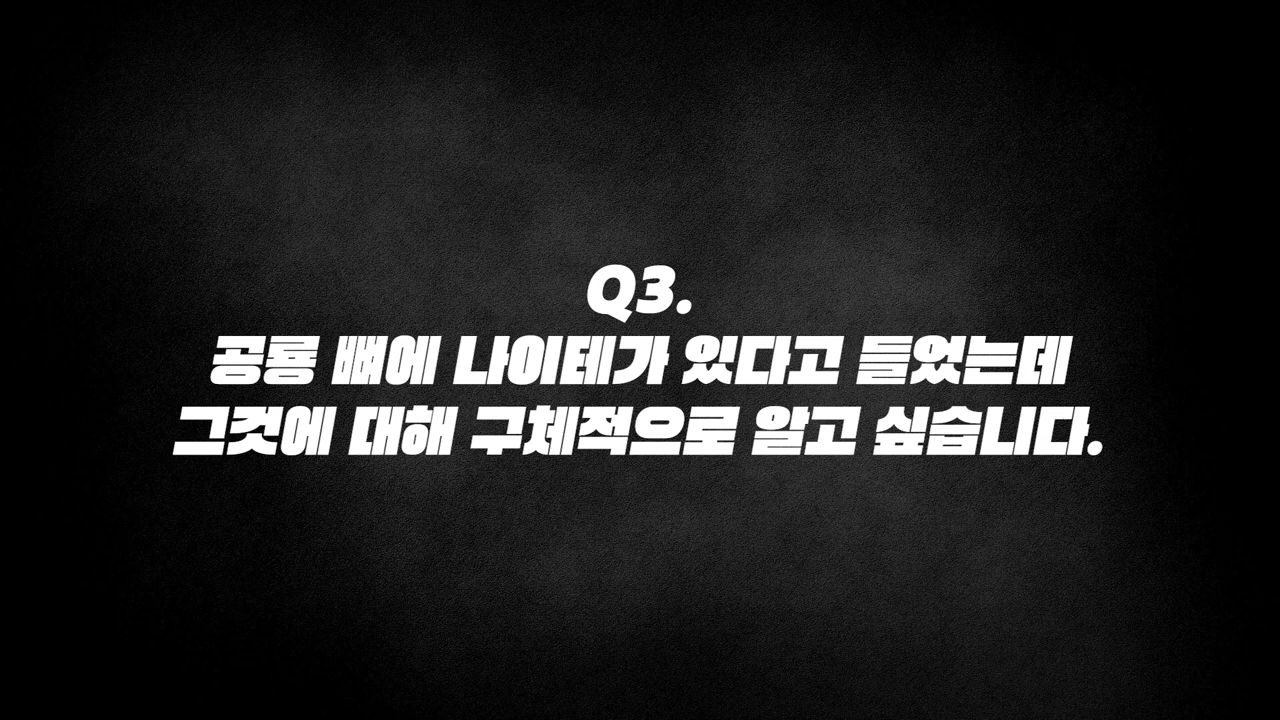 Q3.
공룡 뼈에 나이테가 있다고 들었는데
그것에 대해 구체적으로 알고 싶습니다.